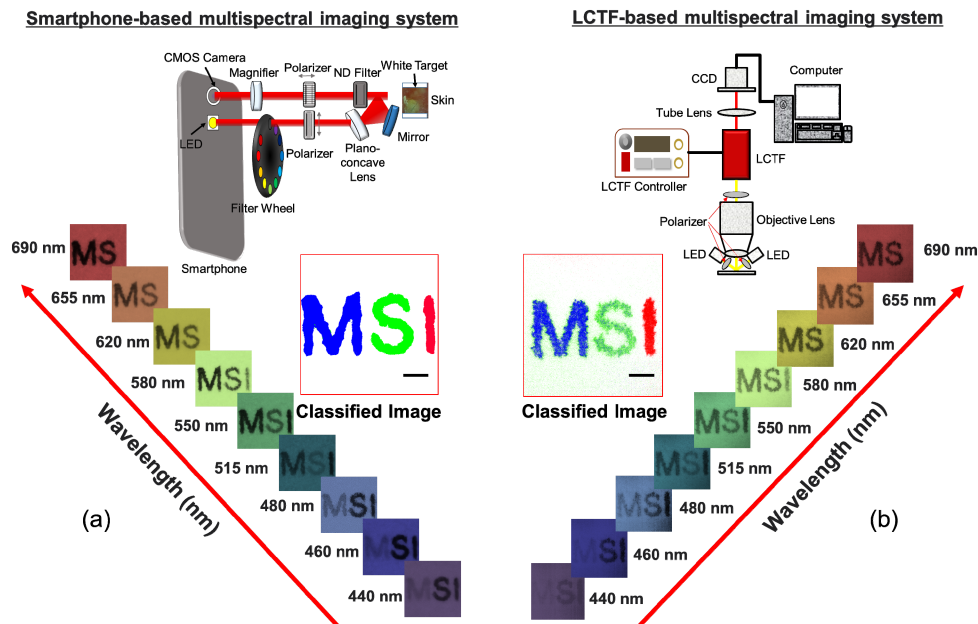 Smartphone-based multispectral imaging system
LCTF-based multispectral imaging system
CMOS Camera
Magnifier
Polarizer
ND Filter
White Target
Skin
LED
Polarizer
Plano-
concave
Lens
Mirror
Filter Wheel
Smartphone
CCD
Computer
Tube Lens
LCTF
LCTF Controller
Polarizer
Objective Lens
LED
LED
690 nm
MS
655 nm
MS
620 nm
MS
580 nm
MSI
550 nm
MSI
515 nm
MSI
480 nm
MSI
460 nm
MSI
440 nm
MSI
Wavelength (nm)
(a)
MSI
Classified Image
MSI
Classified Image
MS
690 nm
MS
655 nm
MS
620 nm
MSI
580 nm
MSI
550 nm
MSI
515 nm
MSI
480 nm
MSI
460 nm
MSI
440 nm
Wavelength (nm)
(b)